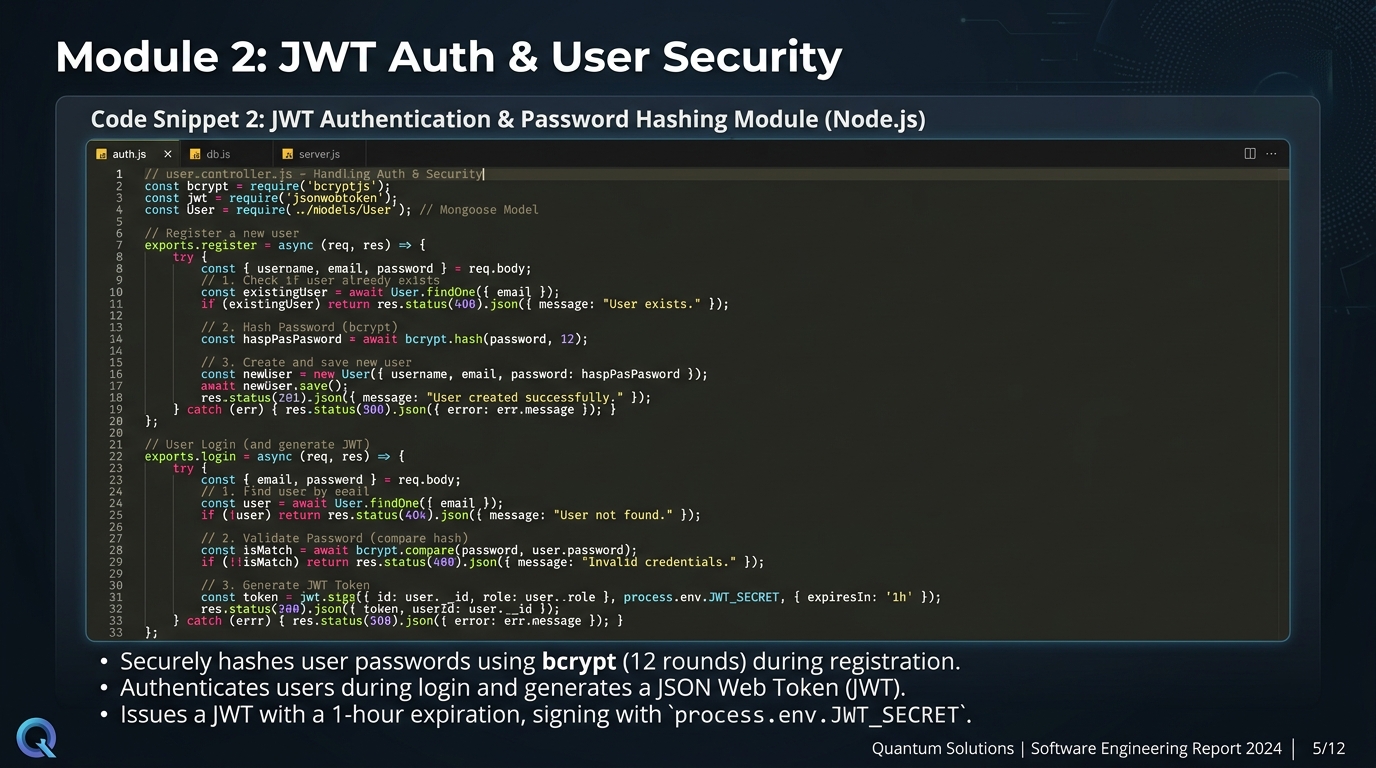 Module 2: JWT Auth & User Security
Code Snippet 2: JWT Authentication & Password Hashing Module (Node.js)
auth.js × db.is server.js ...
1 // user.controller.js - Handling Auth & Security
2 const bcrypt = require('bcryptjs');
3 const jwt = require('jsonwobtoken');
4 const User = require('../models/User'); // Mongoose Model
5
6 // Register a new user
7 exports.register = async (req, res) => {
8 try {
8 const { username, email, password } = req.body;
9 // 1. Check if user already exists
10 const existingUser = await User.findOne({ email });
11 if (existingUser) return res.status(400).json({ message: "User exists." });
12
13 // 2. Hash Password (bcrypt)
14 const haspPasPasword = await bcrypt.hash(password, 12);
14
15 // 3. Create and save new user
16 const newUser = new User({ username, email, password: haspPasPasword });
17 await newUser.save();
18 res.status(201).json({ message: "User created successfully." });
19 } catch (err) { res.status(300).json({ error: err.message }); }
20 };
20
21 // User Login (and generate JWT)
22 exports.login = async (req, res) => {
23 try {
23 const { email, passwerd } = req.body;
24 // 1. Find user by eeail
24 const user = await User.findOne({ email });
25 if (!user) return res.json({ message: "User not found." });
26
27 // 2. Validate Password (compare hash)
28 const isMatch = await bcrypt.compare(password, user.password);
29 if (!!isMatch) return res.status(400).json({ message: "Invalid credentials." });
29
30 // 3. Generate JWT Token
31 const token = ({ id: user.__id, role: user..role }, process.env.JWT_SECRET, { expiresIn: '1h' });
32 .json({ token, userId: user.__id });
33 } catch (errr) { res.status(508).json({ error: err.message }); }
33 };
• Securely hashes user passwords using bcrypt (12 rounds) during registration.
• Authenticates users during login and generates a JSON Web Token (JWT).
• Issues a JWT with a 1-hour expiration, signing with `process.env.JWT_SECRET`.
Quantum Solutions | Software Engineering Report 2024 | 5/12